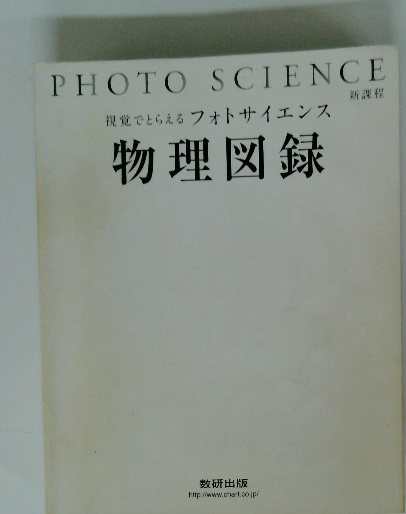 PHOTO SCIENCE
新課程
視覚でとらえるフォトサイエンス
物理図録
数研出版
http://www.chart.co.jp/